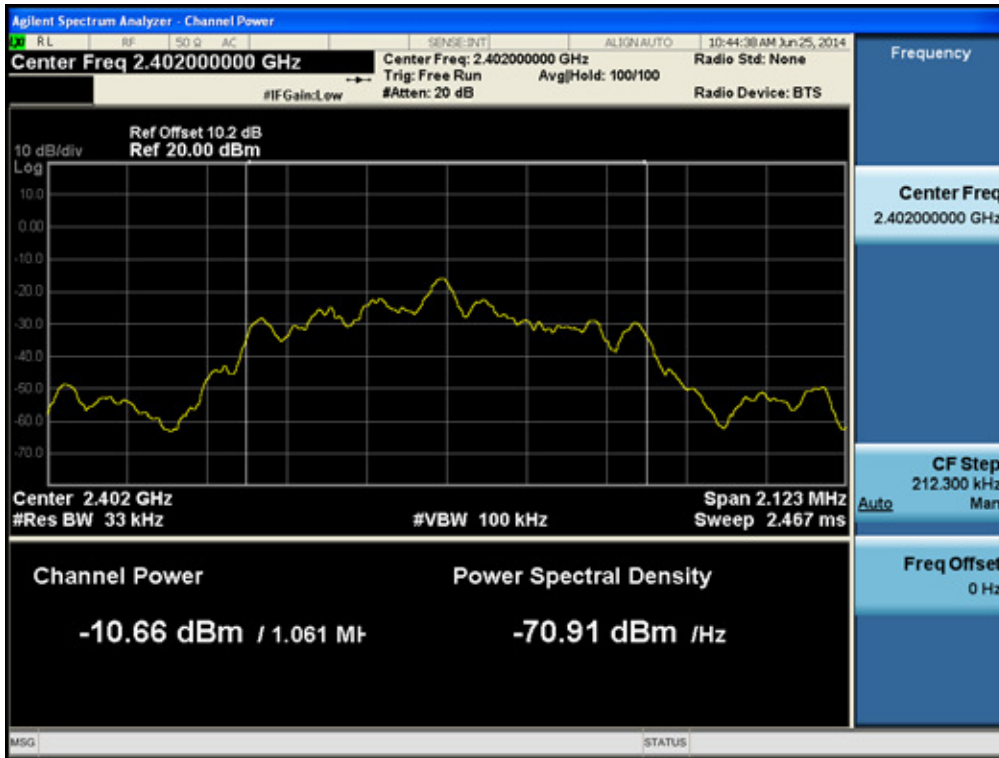 Agilent Spectrum Analyzer - Channel Power
RL RF 50 Ω AC SENSE:INT ALIGN AUTO 10:44:38 AM Jun 25, 2014
Center Freq 2.402000000 GHz
Center Freq: 2.402000000 GHz
Radio Std: None
Trig: Free Run Avg|Hold: 100/100
#IFGain:Low #Atten: 20 dB
Radio Device: BTS
Ref Offset 10.2 dB
10 dB/div Ref 20.00 dBm
Log
10.0
0.00
-10.0
-20.0
-30.0
-40.0
-50.0
-60.0
-70.0
Center 2.402 GHz Span 2.123 MHz
#Res BW 33 kHz #VBW 100 kHz Sweep 2.467 ms
Channel Power Power Spectral Density
-10.66 dBm / 1.061 MH -70.91 dBm /Hz
Frequency
Center Freq
2.402000000 GHz
CF Step
212.300 kHz
Auto Man
Freq Offset
0 Hz
MSG STATUS